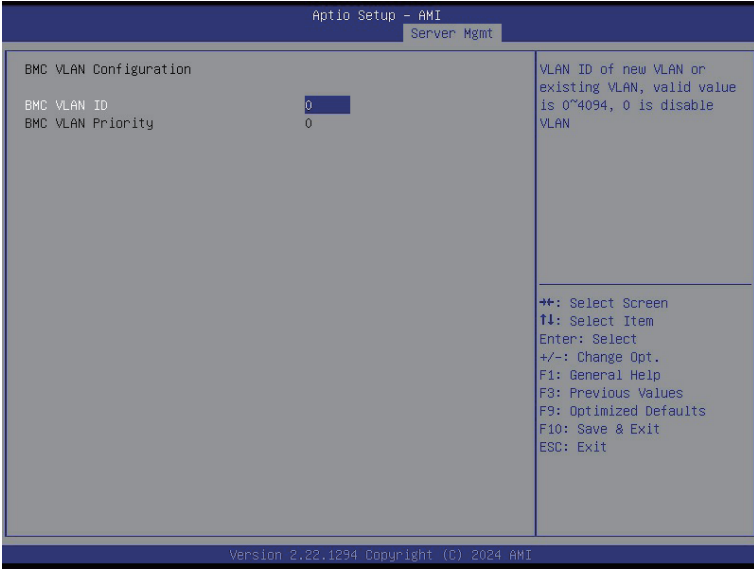 Aptio Setup – AMI
Server Mgmt
BMC VLAN Configuration
BMC VLAN ID 0
BMC VLAN Priority 0
VLAN ID of new VLAN or
existing VLAN, valid value
is 0~4094, 0 is disable
VLAN
→←: Select Screen
↑↓: Select Item
Enter: Select
+/-: Change Opt.
F1: General Help
F3: Previous Values
F9: Optimized Defaults
F10: Save & Exit
ESC: Exit
Version 2.22.1294 Copyright (C) 2024 AMI